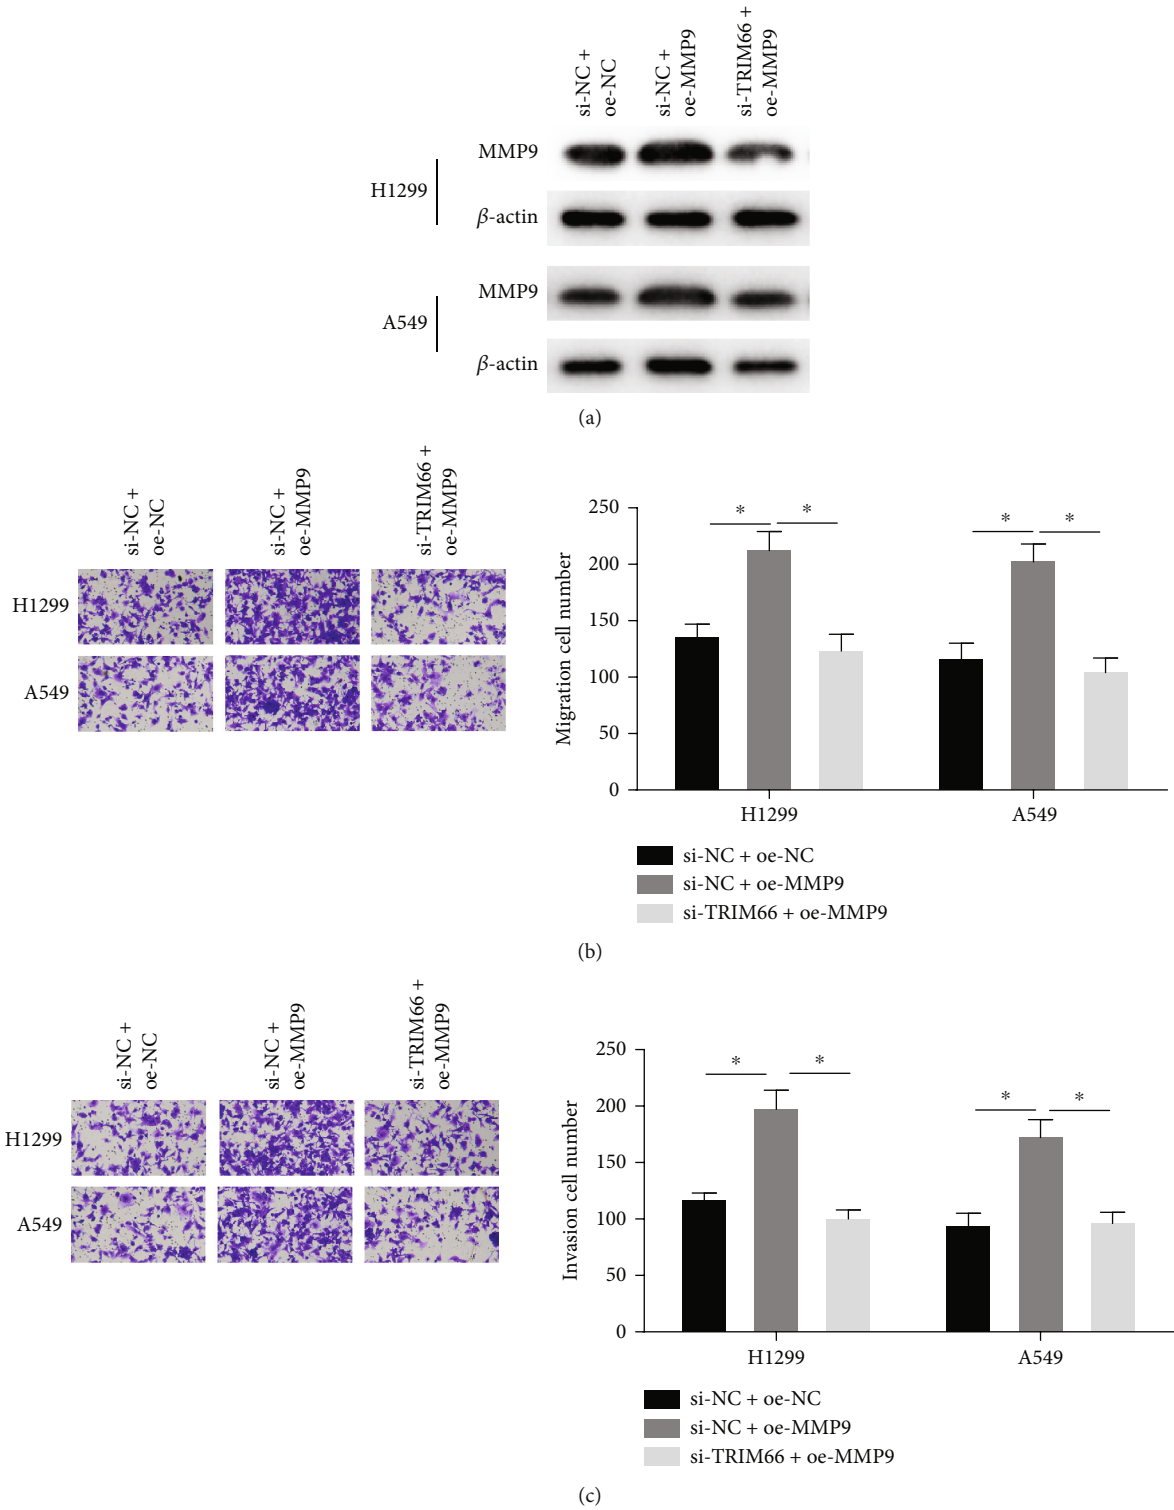 si-NC +
oe-NC
si-NC +
oe-MMP9
si-TRIM66 +
oe-MMP9
H1299
MMP9
β-actin
A549
MMP9
β-actin
(a)
si-NC +
oe-NC
si-NC +
oe-MMP9
si-TRIM66 +
oe-MMP9
H1299
A549
Migration cell number
250
200
150
100
50
0
* *
* *
H1299
A549
si-NC + oe-NC
si-NC + oe-MMP9
si-TRIM66 + oe-MMP9
(b)
si-NC +
oe-NC
si-NC +
oe-MMP9
si-TRIM66 +
oe-MMP9
H1299
A549
Invasion cell number
250
200
150
100
50
0
* *
* *
H1299
A549
si-NC + oe-NC
si-NC + oe-MMP9
si-TRIM66 + oe-MMP9
(c)